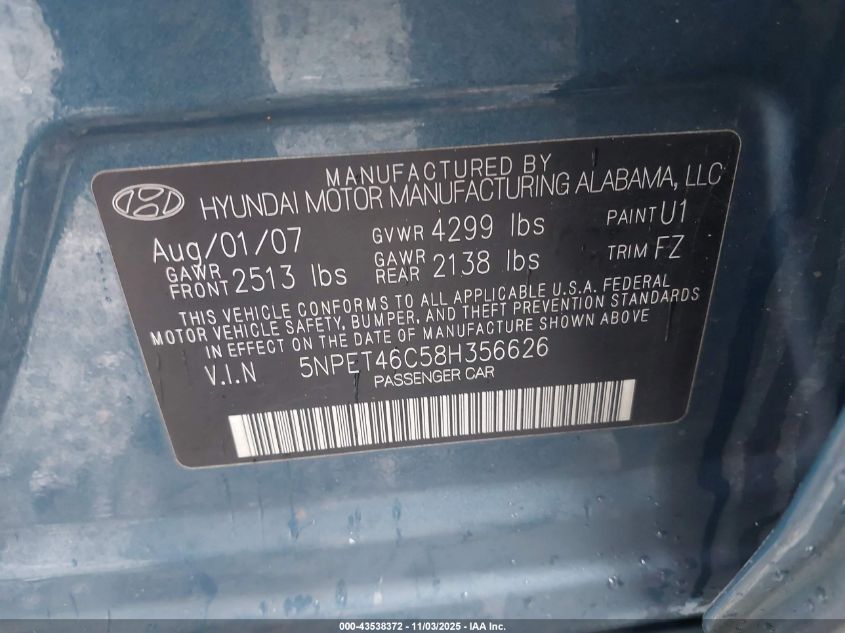 MANUFACTURED BY
HYUNDAI MOTOR MANUFACTURING ALABAMA, LLC
Aug/01/07 GVWR 4299 lbs PAINT U1
GAWR FRONT 2513 lbs GAWR REAR 2138 lbs TRIM FZ
THIS VEHICLE CONFORMS TO ALL APPLICABLE U.S.A. FEDERAL
MOTOR VEHICLE SAFETY, BUMPER, AND THEFT PREVENTION STANDARDS
IN EFFECT ON THE DATE OF MANUFACTURE SHOWN ABOVE
V.I.N 5NPET46C58H356626
PASSENGER CAR
000-43538372 - 11/03/2025 - IAA Inc.